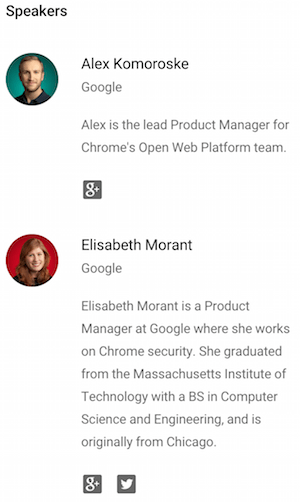 Speakers
Alex Komoroske
Google
Alex is the lead Product Manager for
Chrome's Open Web Platform team.
g+
Elisabeth Morant
Google
Elisabeth Morant is a Product
Manager at Google where she works
on Chrome security. She graduated
from the Massachusetts Institute of
Technology with a BS in Computer
Science and Engineering, and is
originally from Chicago.
g+